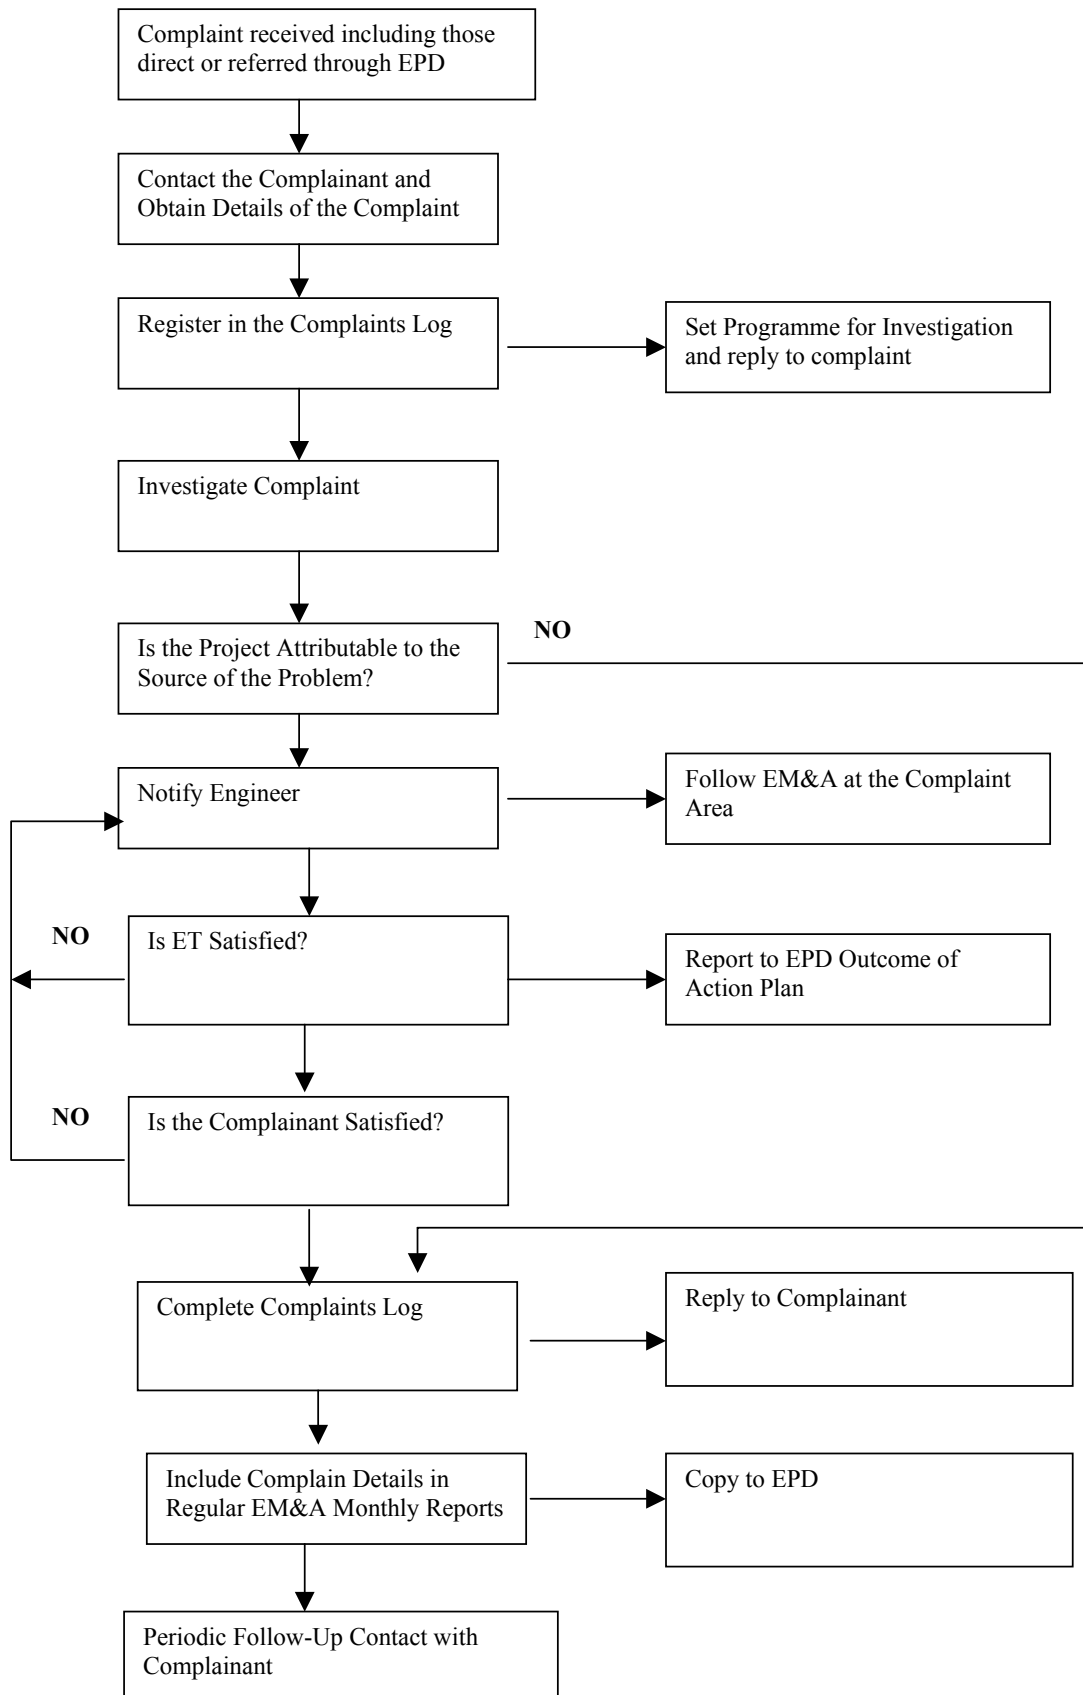 Complaint received including those
direct or referred through EPD
Contact the Complainant and
Obtain Details of the Complaint
Register in the Complaints Log
Set Programme for Investigation
and reply to complaint
Investigate Complaint
Is the Project Attributable to the
Source of the Problem?
NO
Notify Engineer
Follow EM&A at the Complaint
Area
NO
Is ET Satisfied?
Report to EPD Outcome of
Action Plan
NO
Is the Complainant Satisfied?
Complete Complaints Log
Reply to Complainant
Include Complain Details in
Regular EM&A Monthly Reports
Copy to EPD
Periodic Follow-Up Contact with
Complainant